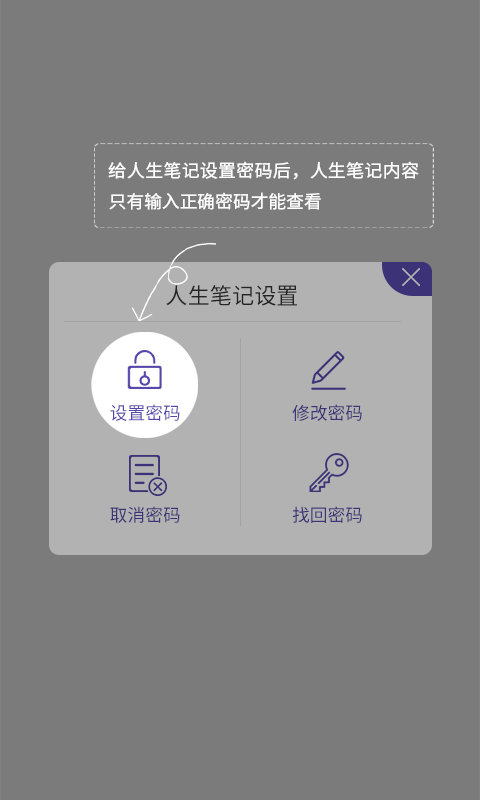 给人生笔记设置密码后，人生笔记内容
只有输入正确密码才能查看
人生笔记设置
设置密码
修改密码
取消密码
找回密码